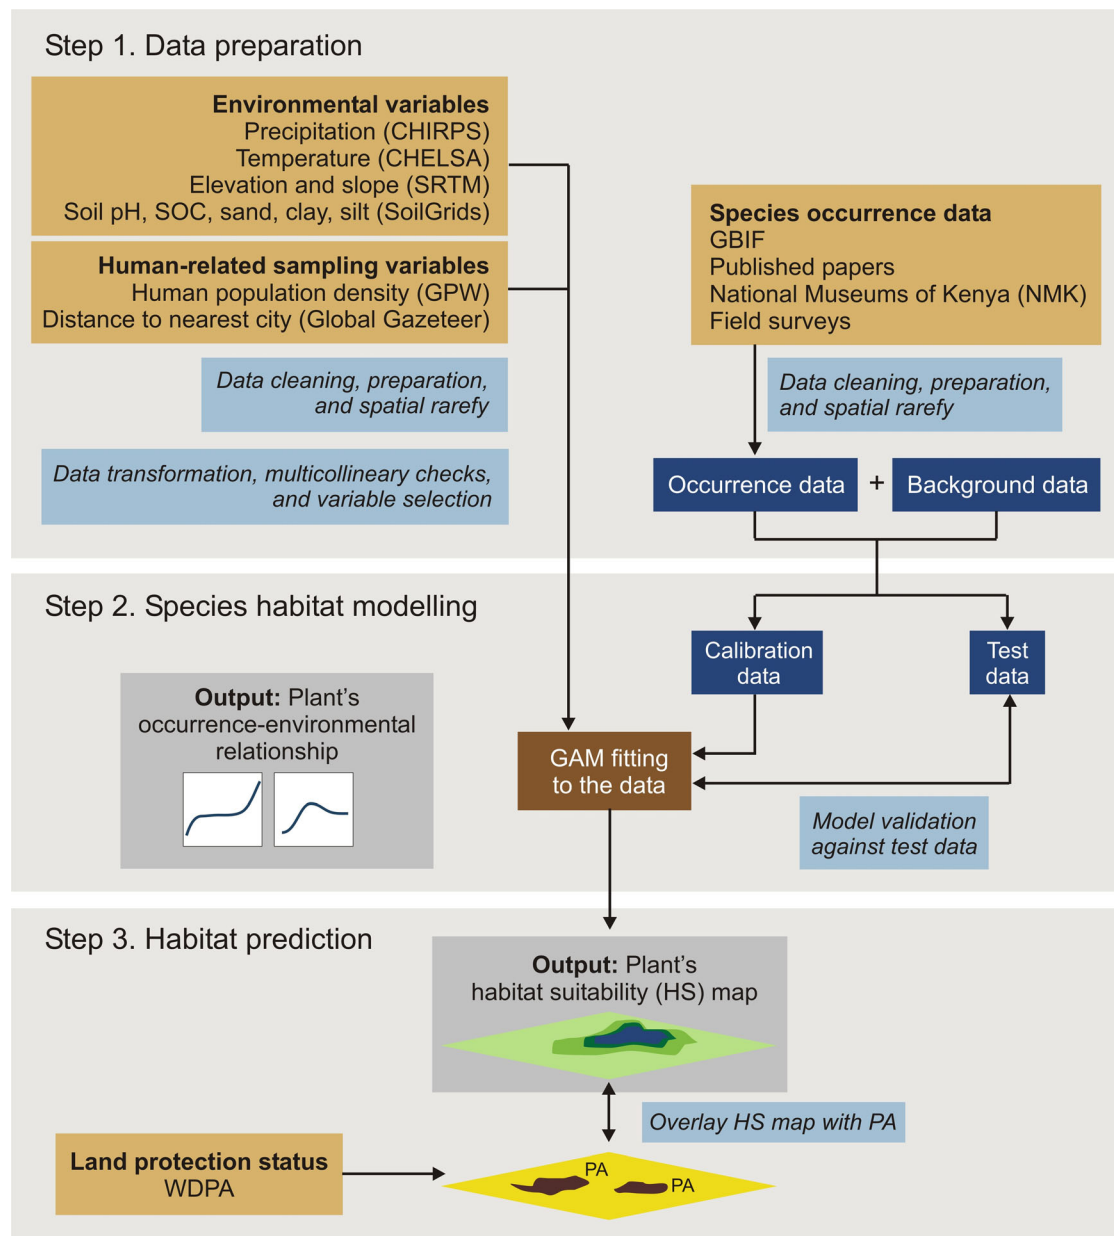 Step 1. Data preparation
Environmental variables
Precipitation (CHIRPS)
Temperature (CHELSA)
Elevation and slope (SRTM)
Soil pH, SOC, sand, clay, silt (SoilGrids)
Human-related sampling variables
Human population density (GPW)
Distance to nearest city (Global Gazeteer)
Data cleaning, preparation,
and spatial rarefy
Data transformation, multicollineary checks,
and variable selection
Species occurrence data
GBIF
Published papers
National Museums of Kenya (NMK)
Field surveys
Data cleaning, preparation,
and spatial rarefy
Occurrence data + Background data
Step 2. Species habitat modelling
Calibration
data
Test
data
Output: Plant's
occurrence-environmental
relationship
GAM fitting
to the data
Model validation
against test data
Step 3. Habitat prediction
Output: Plant's
habitat suitability (HS) map
Overlay HS map with PA
Land protection status
WDPA
PA
PA